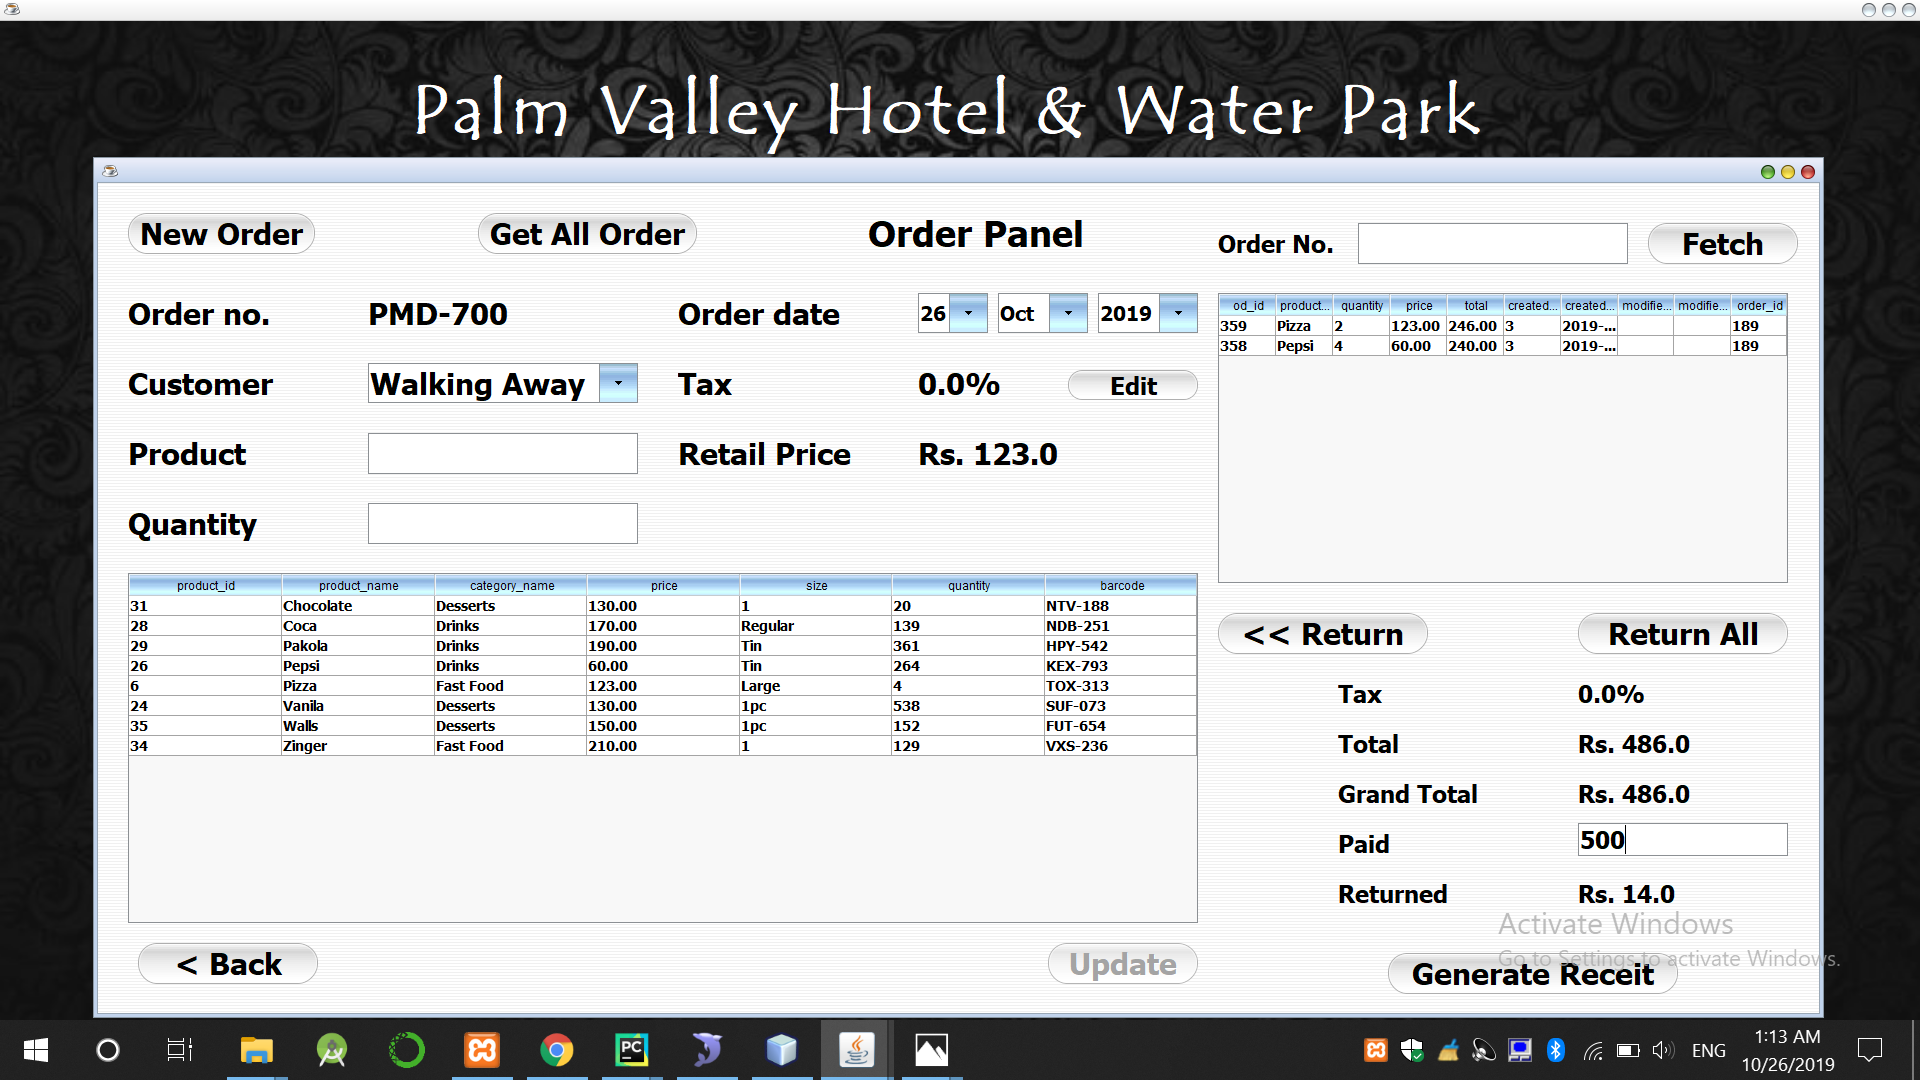 Palm Valley Hotel & Water Park
New Order
Get All Order
Order Panel
Order No.
Fetch
Order no.
PMD-700
Order date
26
Oct
2019
Customer
Walking Away
Tax
0.0%
Edit
Product
Retail Price
Rs. 123.0
Quantity
od_id product... quantity price total created... created... modifie... modifie... order_id
359 Pizza 2 123.00 246.00 3 2019-... 189
358 Pepsi 4 60.00 240.00 3 2019-... 189
product_id product_name category_name price size quantity barcode
31 Chocolate Desserts 130.00 1 20 NTV-188
28 Coca Drinks 170.00 Regular 139 NDB-251
29 Pakola Drinks 190.00 Tin 361 HPY-542
26 Pepsi Drinks 60.00 Tin 264 KEX-793
6 Pizza Fast Food 123.00 Large 4 TOX-313
24 Vanila Desserts 130.00 1pc 538 SUF-073
35 Walls Desserts 150.00 1pc 152 FUT-654
34 Zinger Fast Food 210.00 1 129 VXS-236
<< Return
Return All
Tax 0.0%
Total Rs. 486.0
Grand Total Rs. 486.0
Paid 500
Returned Rs. 14.0
Activate Windows
Go to Settings to activate Windows.
< Back
Update
Generate Receit
PC
ENG
1:13 AM
10/26/2019